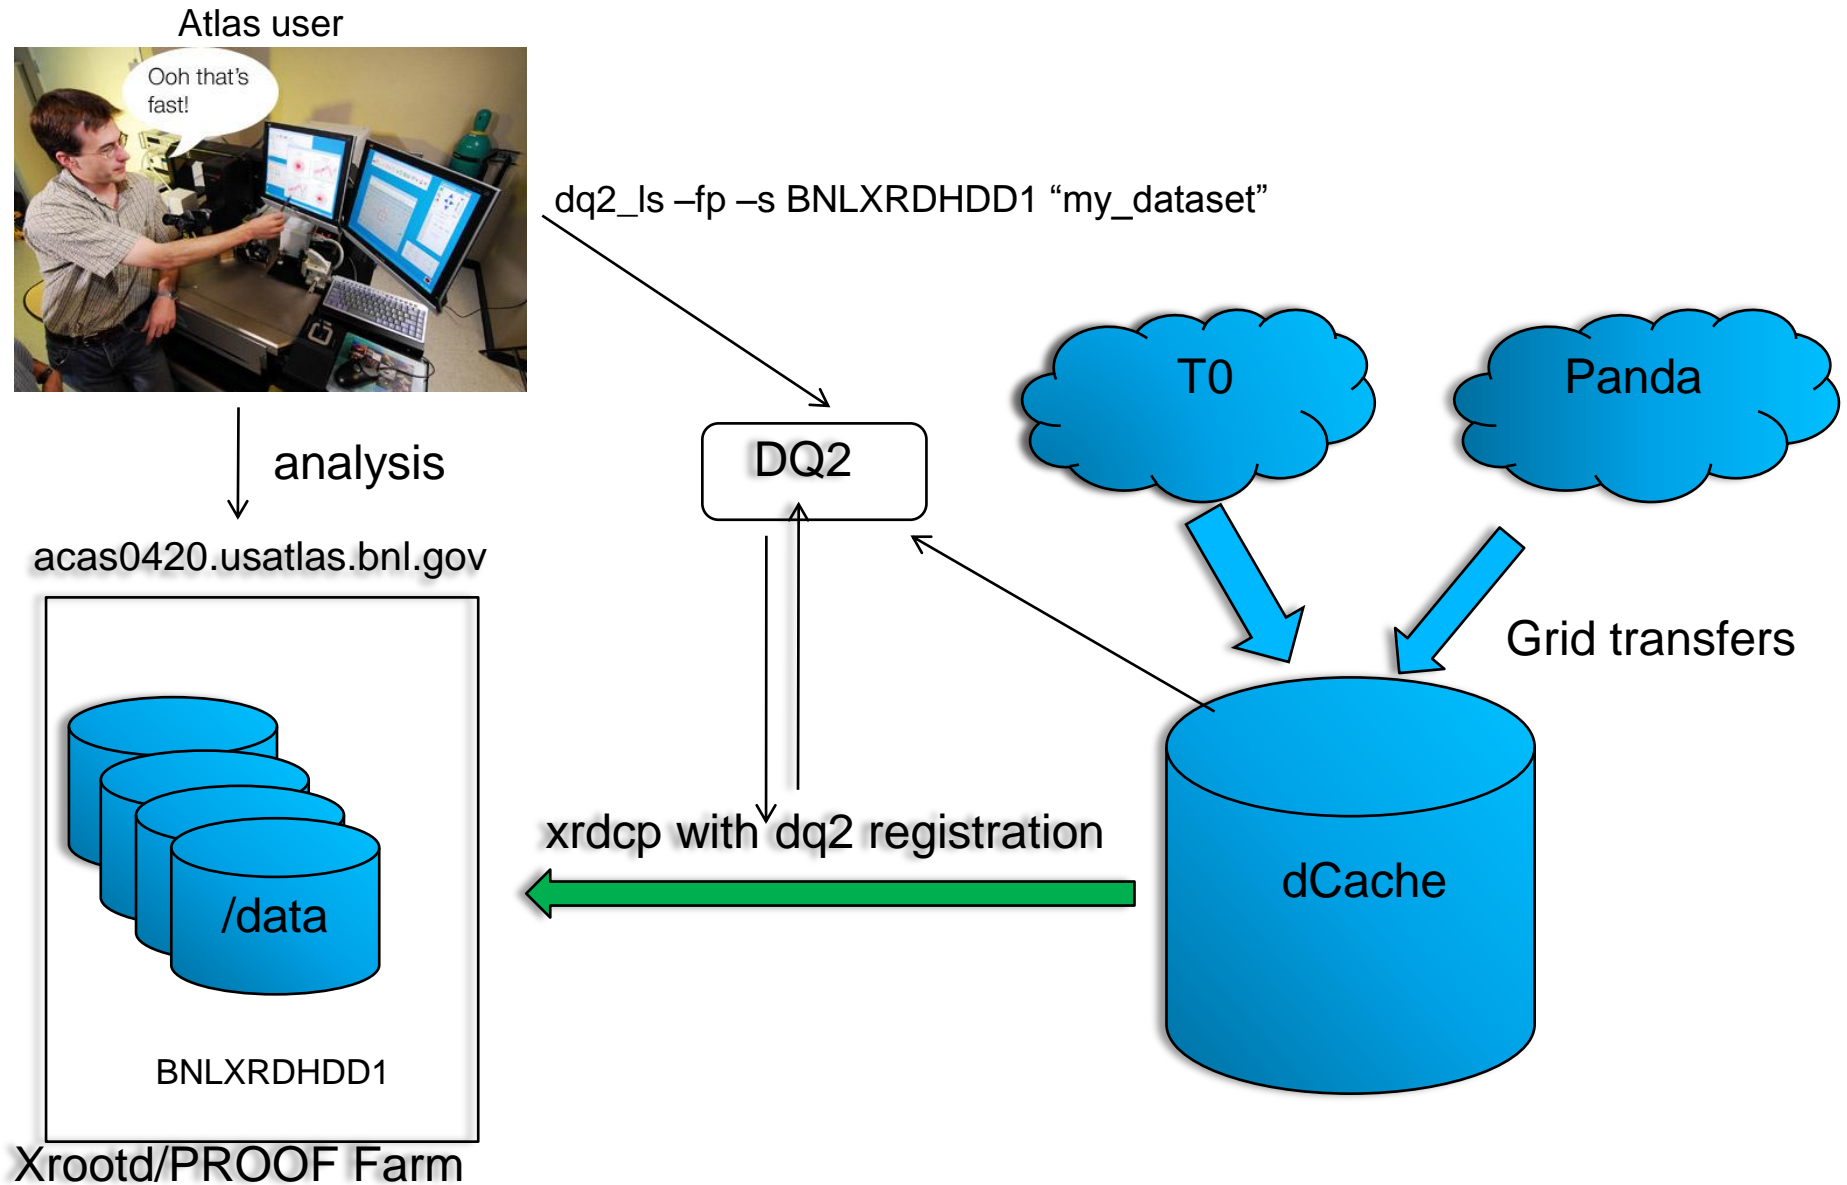 Atlas user
Ooh that's
fast!
dq2_ls –fp –s BNLXRDHDD1 “my_dataset”
T0
Panda
DQ2
analysis
acas0420.usatlas.bnl.gov
Grid transfers
xrdcp with dq2 registration
dCache
/data
BNLXRDHDD1
Xrootd/PROOF Farm